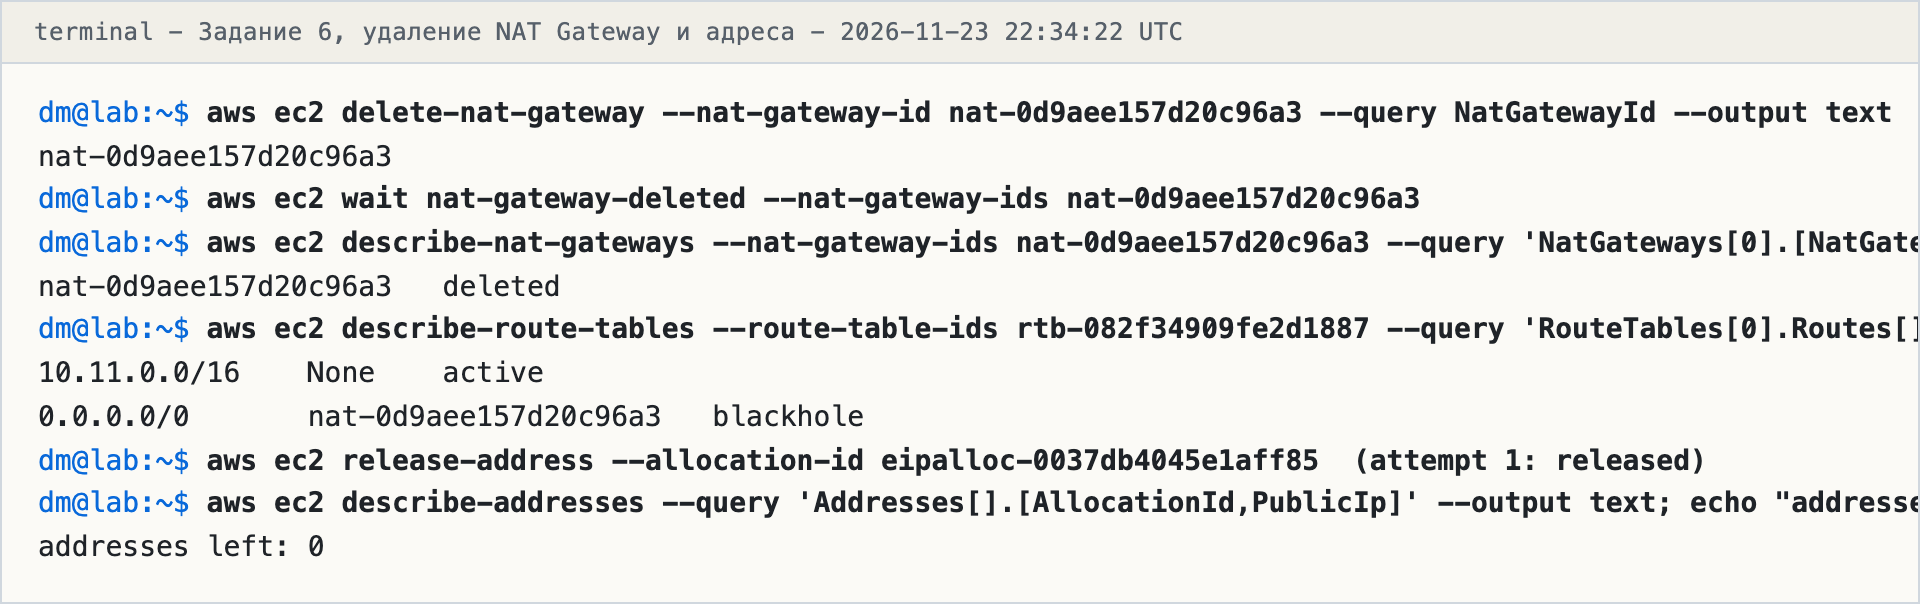 terminal — Задание 6, удаление NAT Gateway и адреса — 2026-11-23 22:34:22 UTC
dm@lab:~$ aws ec2 delete-nat-gateway --nat-gateway-id nat-0d9aee157d20c96a3 --query NatGatewayId --output text
nat-0d9aee157d20c96a3
dm@lab:~$ aws ec2 wait nat-gateway-deleted --nat-gateway-ids nat-0d9aee157d20c96a3
dm@lab:~$ aws ec2 describe-nat-gateways --nat-gateway-ids nat-0d9aee157d20c96a3 --query 'NatGateways[0].[NatGate
nat-0d9aee157d20c96a3   deleted
dm@lab:~$ aws ec2 describe-route-tables --route-table-ids rtb-082f34909fe2d1887 --query 'RouteTables[0].Routes[]
10.11.0.0/16    None    active
0.0.0.0/0       nat-0d9aee157d20c96a3   blackhole
dm@lab:~$ aws ec2 release-address --allocation-id eipalloc-0037db4045e1aff85  (attempt 1: released)
dm@lab:~$ aws ec2 describe-addresses --query 'Addresses[].[AllocationId,PublicIp]' --output text; echo "addresse
addresses left: 0